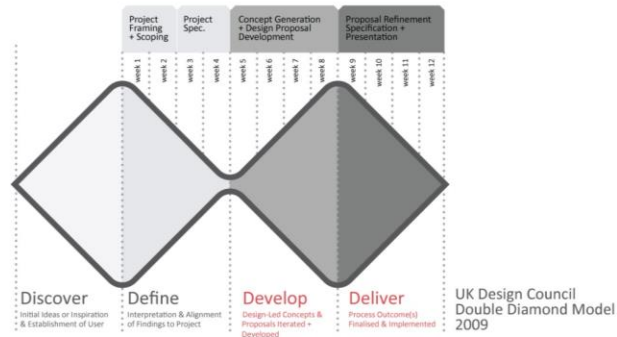 Project
Framing
+ Scoping
Project
Spec.
Concept Generation
+ Design Proposal
Development
Proposal Refinement
Specification +
Presentation
week 1
week 2
week 3
week 4
week 5
week 6
week 7
week 8
week 9
week 10
week 11
week 12
Discover
Initial Ideas or Inspiration
& Establishment of User
Define
Interpretation & Alignment
of Findings to Project
Develop
Design-Led Concepts &
Proposals Iterated +
Developed
Deliver
Process Outcome(s)
Finalised & Implemented
UK Design Council
Double Diamond Model
2009